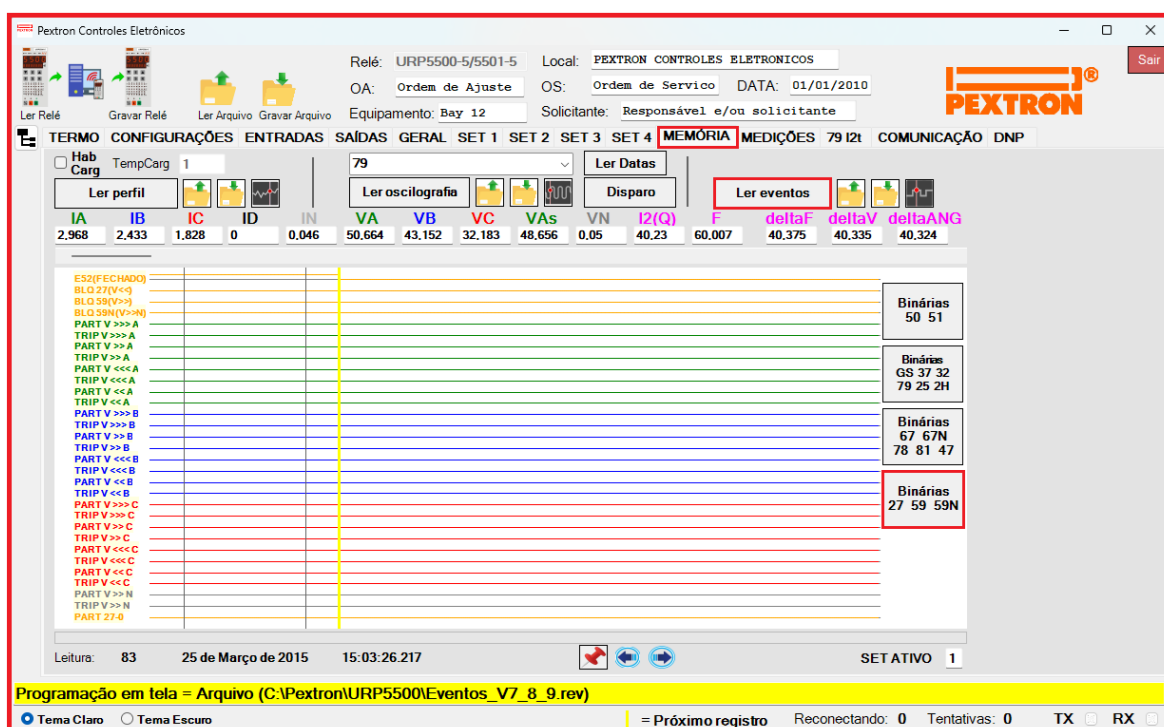 Pextron Controles Eletrônicos
Relé: URP5500-5/5501-5 Local: PEXTRON CONTROLES ELETRONICOS
Sair
OA: Ordem de Ajuste OS: Ordem de Servico DATA: 01/01/2010
Ler Relé Gravar Relé Ler Arquivo Gravar Arquivo Equipamento: Bay 12 Solicitante: Responsável e/ou solicitante
PEXTRON®
TERMO CONFIGURAÇÕES ENTRADAS SAÍDAS GERAL SET 1 SET 2 SET 3 SET 4 MEMÓRIA MEDIÇÕES 79 I2t COMUNICAÇÃO DNP
Hab Carg TempCarg 1 79 Ler Datas
Ler perfil Ler oscilografia Disparo Ler eventos
IA IB IC ID IN VA VB VC VAs VN I2(Q) F deltaF deltaV deltaANG
2,968 2,433 1,828 0 0,046 50,664 43,152 32,183 48,656 0,05 40,23 60,007 40,375 40,335 40,324
E52(FECHADO)
BLQ 27(V<<)
BLQ 59(V>>)
BLQ 59N(V>>N)
PART V >>> A
TRIP V >>> A
PART V >> A
TRIP V >> A
PART V <<< A
TRIP V <<< A
PART V << A
TRIP V << A
PART V >>> B
TRIP V >>> B
PART V >> B
TRIP V >> B
PART V <<< B
TRIP V <<< B
PART V << B
TRIP V << B
PART V >>> C
TRIP V >>> C
PART V >> C
TRIP V >> C
PART V <<< C
TRIP V <<< C
PART V << C
TRIP V << C
PART V >> N
TRIP V >> N
PART 27-0
Binárias
50 51
Binárias
GS 37 32
79 25 2H
Binárias
67 67N
78 81 47
Binárias
27 59 59N
Leitura: 83 25 de Março de 2015 15:03:26.217 SET ATIVO 1
Programação em tela = Arquivo (C:\Pextron\URP5500\Eventos_V7_8_9.rev)
Tema Claro Tema Escuro = Próximo registro Reconectando: 0 Tentativas: 0 TX RX